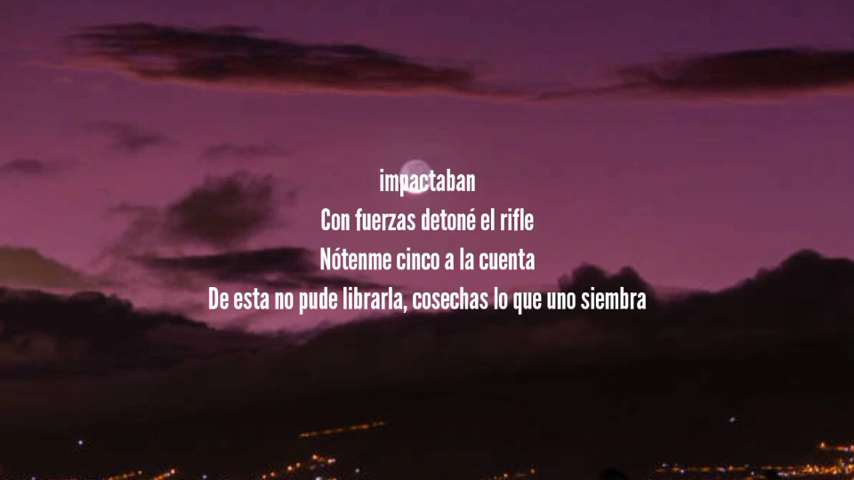 impactaban
Con fuerzas detoné el rifle
Nótenme cinco a la cuenta
De esta no pude librarla, cosechas lo que uno siembra